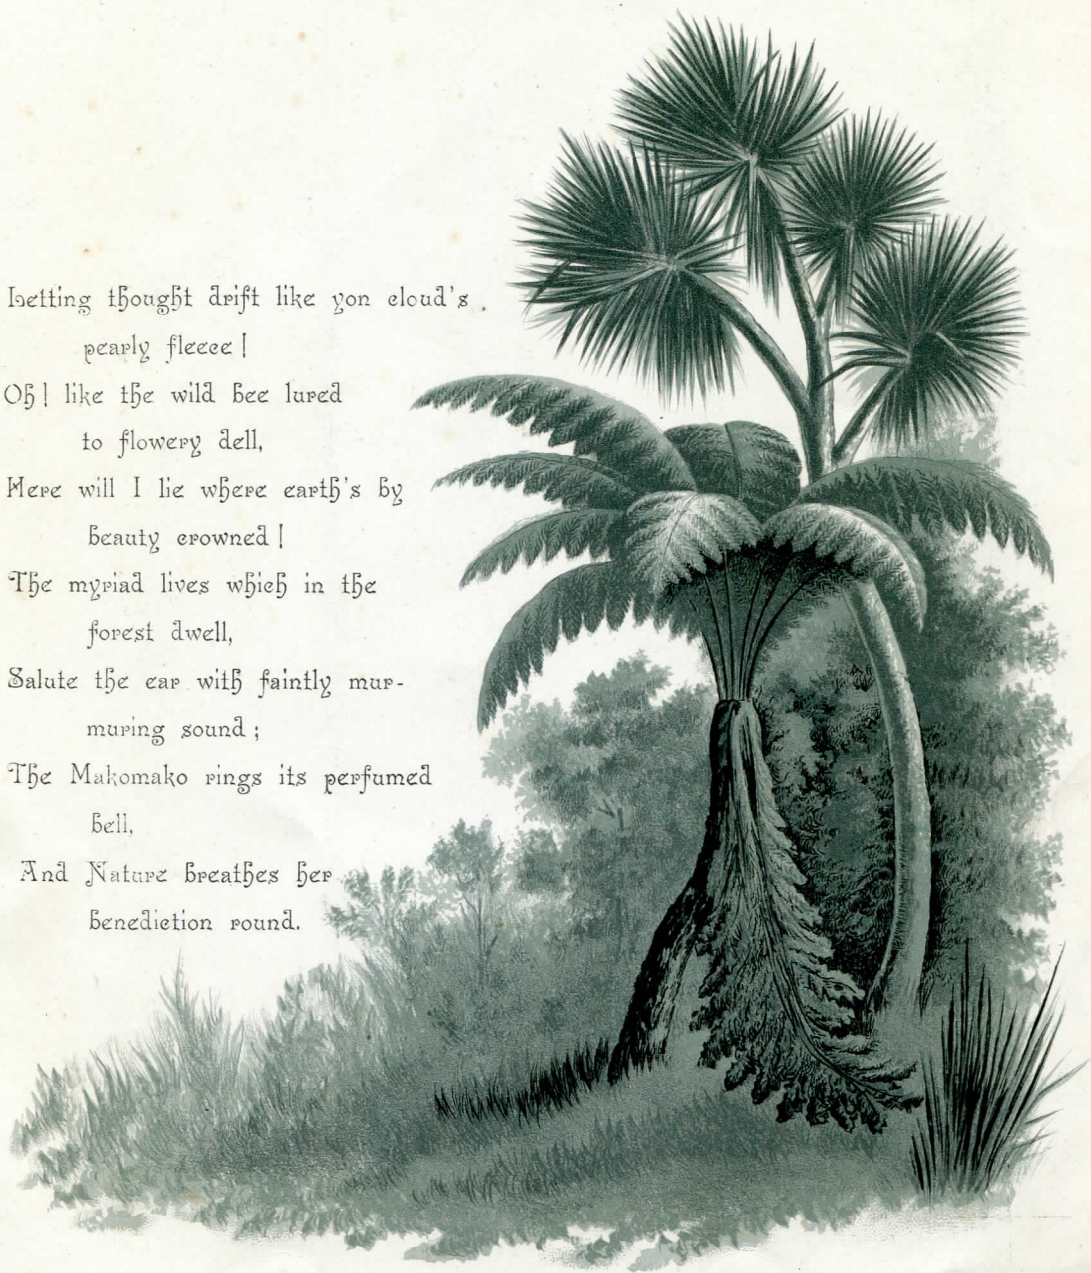 Letting thought drift like yon cloud's
pearly fleece!
Oh! like the wild bee lured
to flowery dell,
Here will I lie where earth's by
beauty crowned!
The myriad lives which in the
forest dwell,
Salute the ear with faintly mur-
muring sound;
The Makomako rings its perfumed
bell,
And Nature breathes her
benediction round.